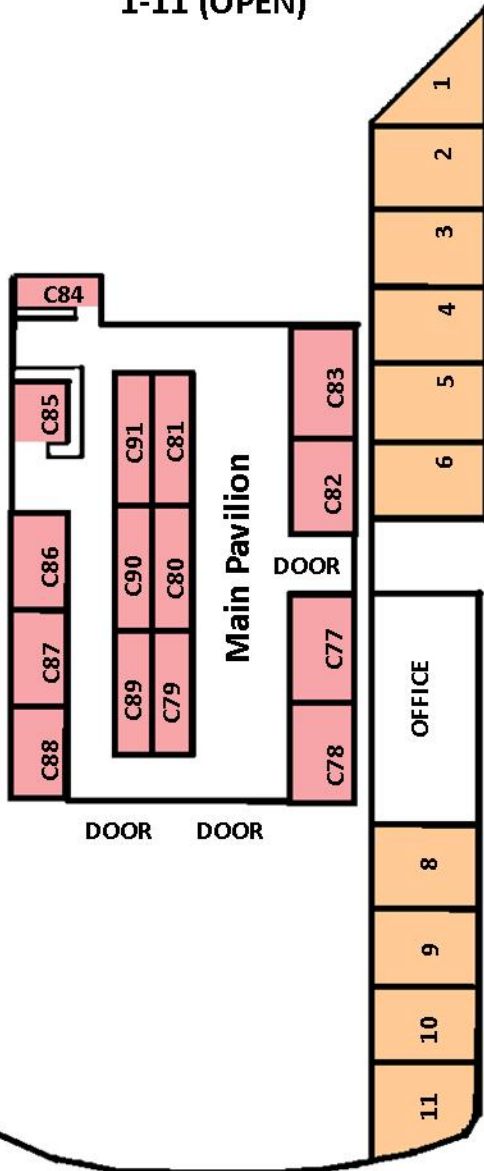 1-11 (OPEN)
1
2
3
4
5
6
C84
C85
C91
C81
C83
C82
C86
C90
C80
Main Pavilion
DOOR
C87
C89
C79
C77
OFFICE
C88
C78
DOOR DOOR
8
9
10
11